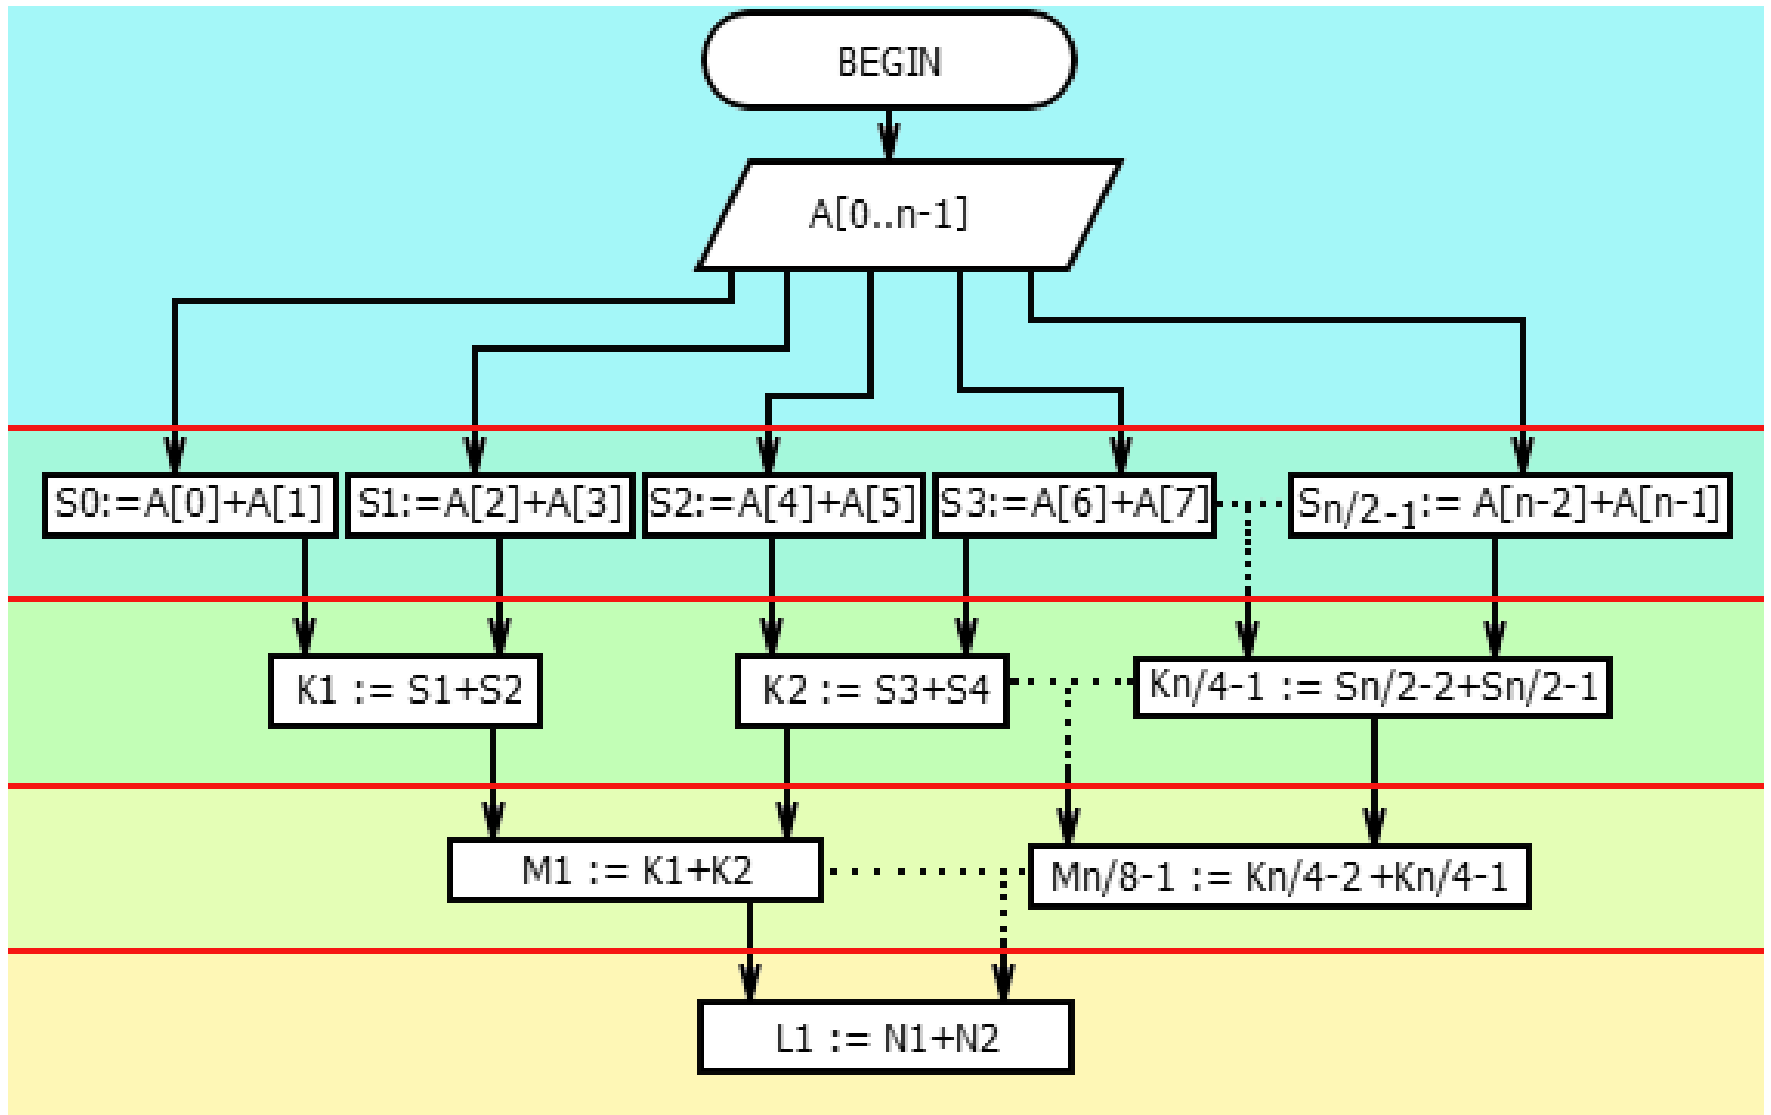 BEGIN
A[0..n-1]
S0:=A[0]+A[1]
S1:=A[2]+A[3]
S2:=A[4]+A[5]
S3:=A[6]+A[7]
Sn/2-1:= A[n-2]+A[n-1]
K1 := S1+S2
K2 := S3+S4
Kn/4-1 := Sn/2-2+Sn/2-1
M1 := K1+K2
Mn/8-1 := Kn/4-2+Kn/4-1
L1 := N1+N2